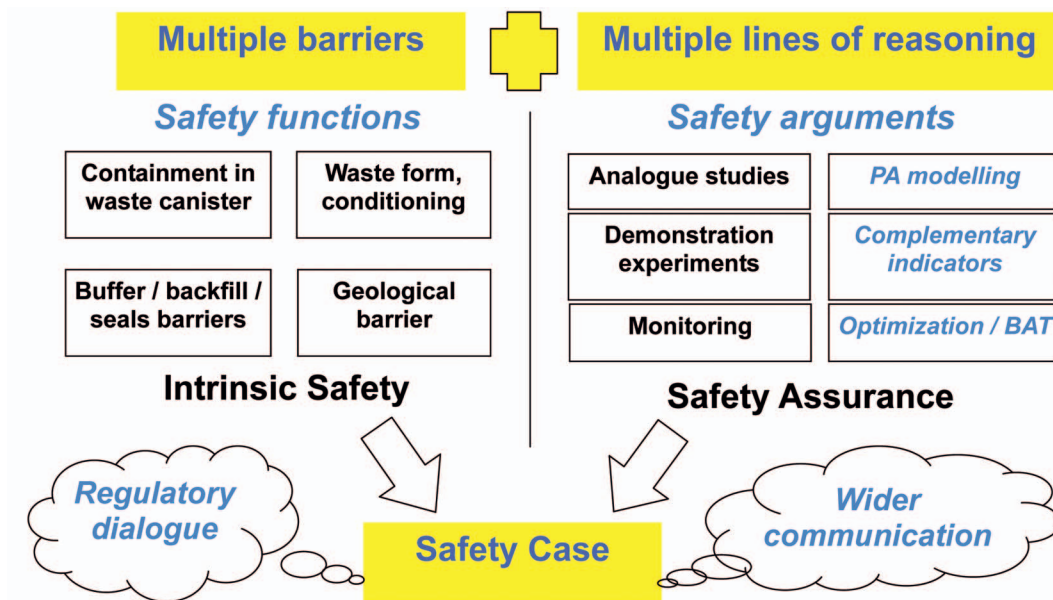 Multiple barriers
Multiple lines of reasoning
Safety functions
Safety arguments
Containment in
waste canister
Waste form,
conditioning
Analogue studies
PA modelling
Demonstration
experiments
Complementary
indicators
Buffer / backfill /
seals barriers
Geological
barrier
Monitoring
Optimization / BAT
Intrinsic Safety
Safety Assurance
Regulatory
dialogue
Wider
communication
Safety Case